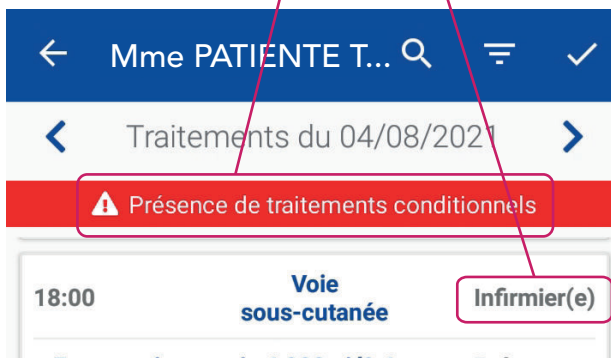 Mme PATIENTE T...
Traitements du 04/08/2021
Présence de traitements conditionnels
18:00 Voie sous-cutanée Infirmier(e)